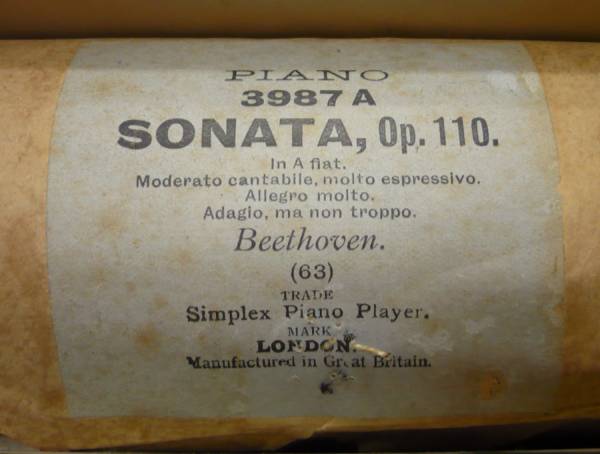 PIANO
3987 A
SONATA, Op. 110.
In A flat.
Moderato cantabile, molto espressivo.
Allegro molto.
Adagio, ma non troppo.
Beethoven.
(63)
TRADE
Simplex Piano Player.
MARK
LONDON.
Manufactured in Great Britain.